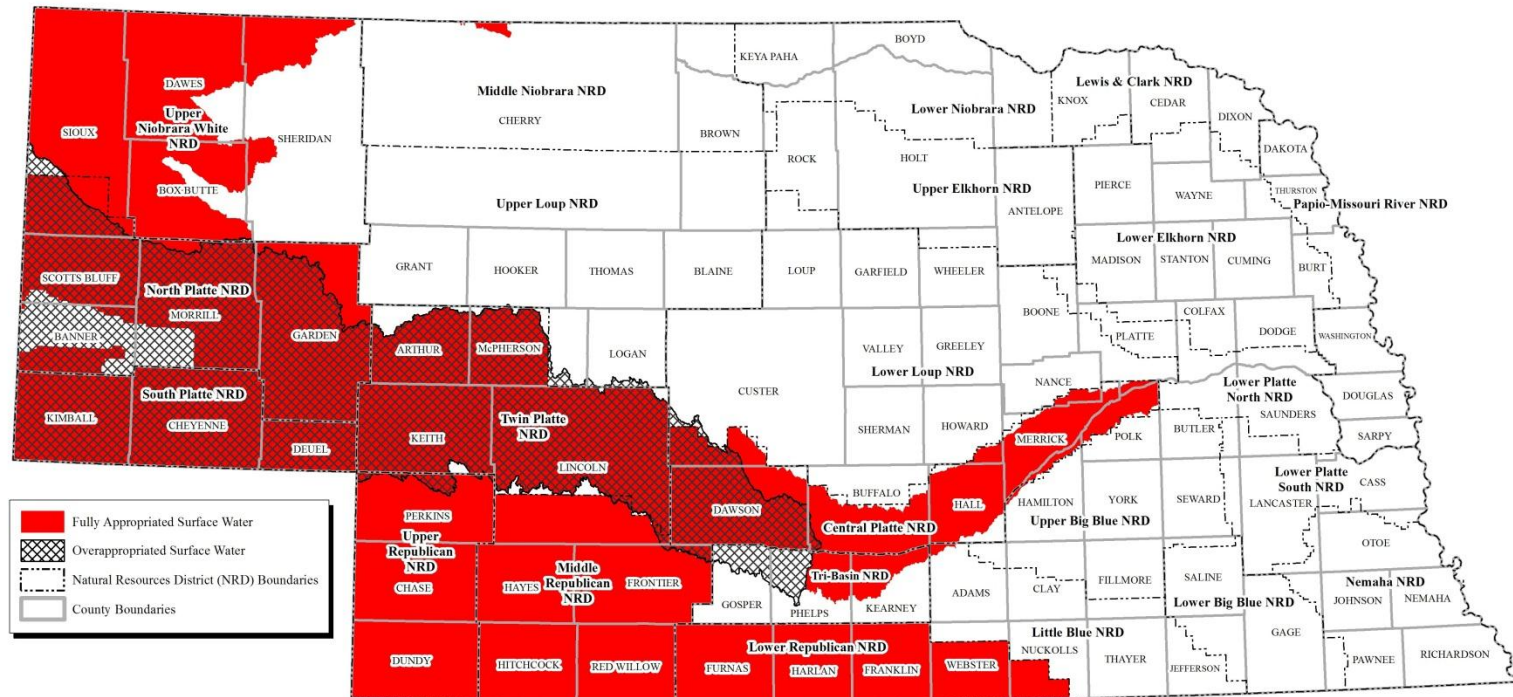 BOYD
KEYA PAHA
Lewis & Clark NRD
DAWES
Middle Niobrara NRD
Lower Niobrara NRD
KNOX
CEDAR
CHERRY
Upper
Niobrara White
NRD
DIXON
SIOUX
SHERIDAN
BROWN
ROCK
HOLT
DAKOTA
BOX BUTTE
PIERCE
WAYNE
THURSTON
Upper Loup NRD
Upper Elkhorn NRD
ANTELOPE
Papio-Missouri River NRD
Lower Elkhorn NRD
MADISON
STANTON
CUMING
BURT
GRANT
HOOKER
THOMAS
BLAINE
LOUP
GARFIELD
WHEELER
SCOTTS BLUFF
North Platte NRD
MORRILL
GARDEN
BANNER
BOONE
PLATTE
COLFAX
DODGE
WASHINGTON
ARTHUR
McPHERSON
LOGAN
VALLEY
GREELEY
Lower Loup NRD
CUSTER
NANCE
Lower Platte
North NRD
SAUNDERS
DOUGLAS
KIMBALL
South Platte NRD
CHEYENNE
DEUEL
KEITH
Twin Platte
NRD
LINCOLN
SHERMAN
HOWARD
MERRICK
POLK
BUTLER
SARPY
Lower Platte
South NRD
CASS
BUFFALO
HALL
HAMILTON
YORK
SEWARD
LANCASTER
DAWSON
Central Platte NRD
Upper Big Blue NRD
OTOE
PERKINS
Upper
Republican
NRD
CHASE
HAYES
Middle
Republican
NRD
FRONTIER
GOSPER
Tri-Basin NRD
PHELPS
KEARNEY
ADAMS
CLAY
FILLMORE
SALINE
Lower Big Blue NRD
Nemaha NRD
JOHNSON
NEMAHA
GAGE
DUNDY
HITCHCOCK
RED WILLOW
Lower Republican NRD
FURNAS
HARLAN
FRANKLIN
WEBSTER
Little Blue NRD
NUCKOLLS
THAYER
JEFFERSON
PAWNEE
RICHARDSON
Fully Appropriated Surface Water
Overappropriated Surface Water
Natural Resources District (NRD) Boundaries
County Boundaries